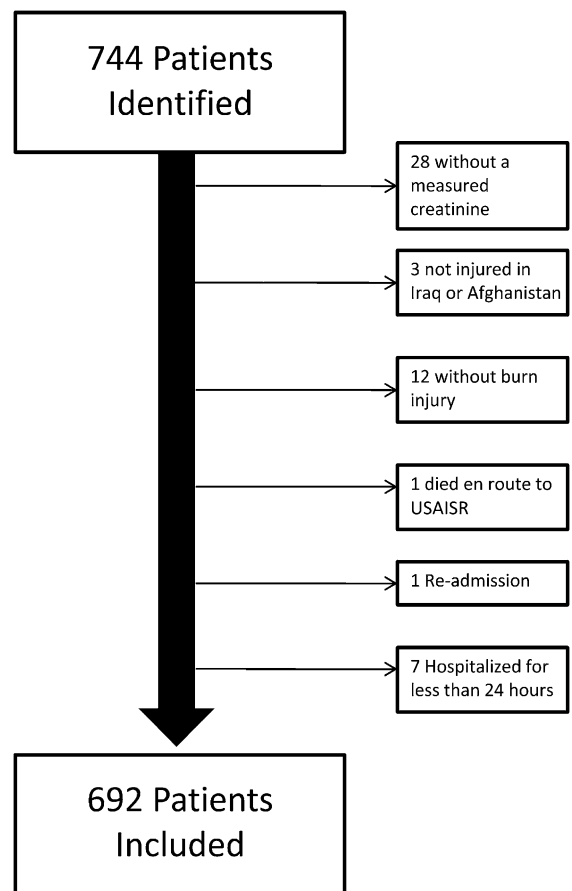 744 Patients
Identified
28 without a
measured
creatinine
3 not injured in
Iraq or Afghanistan
12 without burn
injury
1 died en route to
USAISR
1 Re-admission
7 Hospitalized for
less than 24 hours
692 Patients
Included